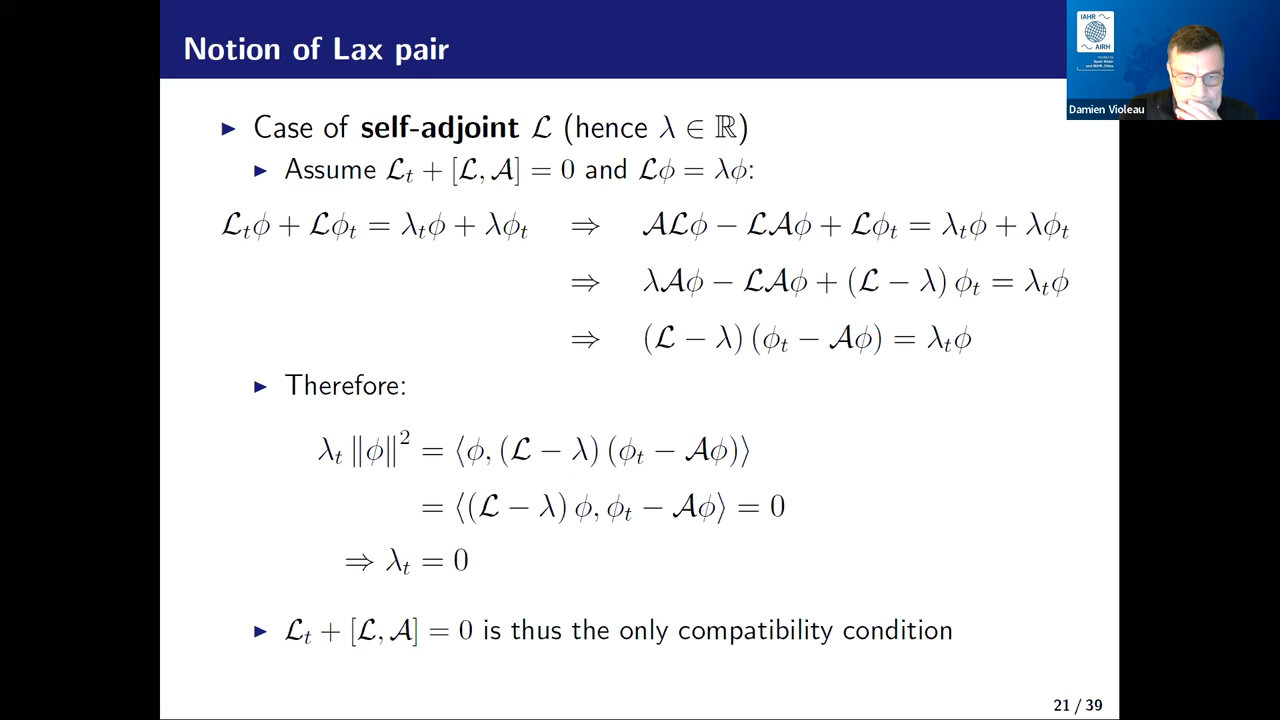 Notion of Lax pair
IAHR
AIRH
Damien Violeau
▶ Case of self-adjoint ℒ (hence λ ∈ ℝ)
▶ Assume ℒₜ + [ℒ, 𝒜] = 0 and ℒϕ = λϕ:
ℒₜϕ + ℒϕₜ = λₜϕ + λϕₜ ⇒ 𝒜ℒϕ − ℒ𝒜ϕ + ℒϕₜ = λₜϕ + λϕₜ
⇒ λ𝒜ϕ − ℒ𝒜ϕ + (ℒ − λ) ϕₜ = λₜϕ
⇒ (ℒ − λ) (ϕₜ − 𝒜ϕ) = λₜϕ
▶ Therefore:
λₜ ‖ϕ‖² = ⟨ϕ, (ℒ − λ) (ϕₜ − 𝒜ϕ)⟩
= ⟨(ℒ − λ) ϕ, ϕₜ − 𝒜ϕ⟩ = 0
⇒ λₜ = 0
▶ ℒₜ + [ℒ, 𝒜] = 0 is thus the only compatibility condition
21 / 39